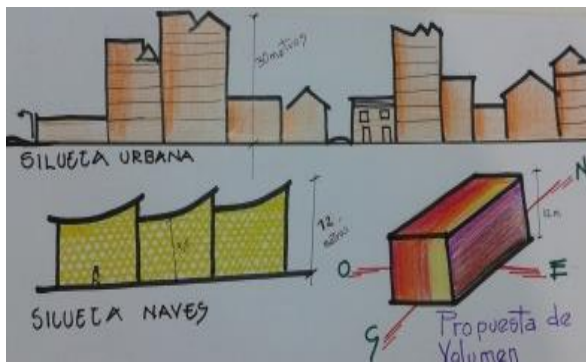 30 metros
SILUETA URBANA
12
metros
SILUETA NAVES
N
O
E
S
12m
Propuesta de
Volumen